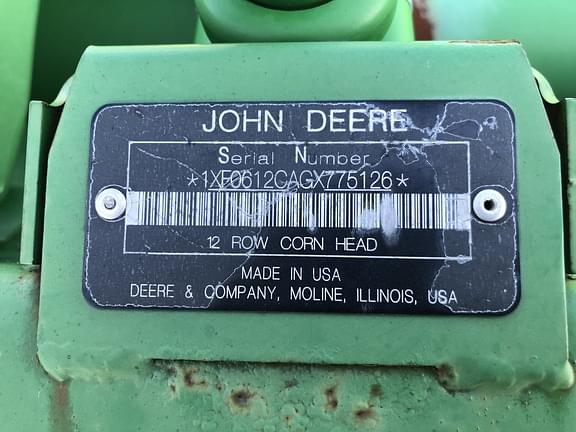 JOHN DEERE
Serial Number
*1XF0612CAGX775126*
12 ROW CORN HEAD
MADE IN USA
DEERE & COMPANY, MOLINE, ILLINOIS, USA